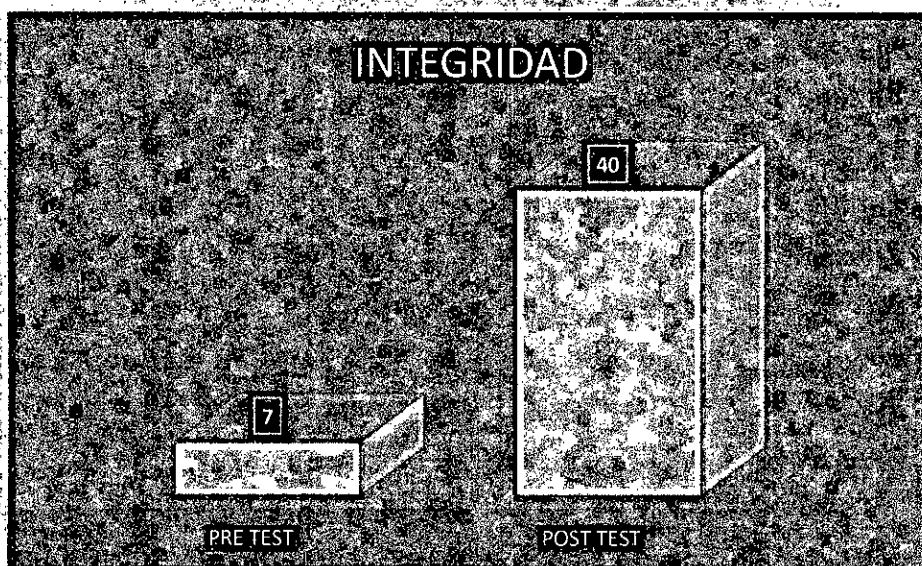 INTEGRIDAD
40
7
PRE TEST
POST TEST